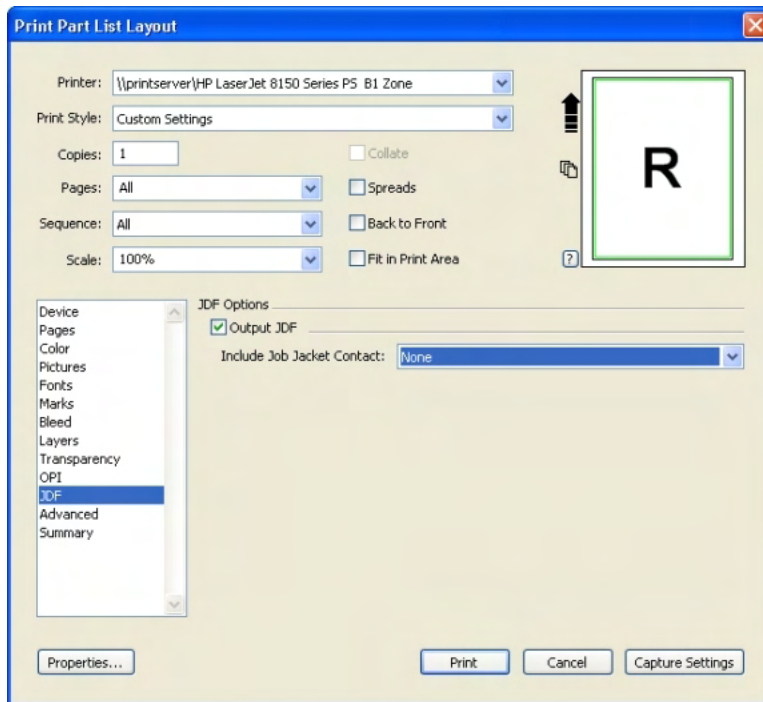 Print Part List Layout
Printer: \\printserver\HP LaserJet 8150 Series PS B1 Zone
Print Style: Custom Settings
Copies: 1
Collate
Pages: All
Spreads
Sequence: All
Back to Front
Scale: 100%
Fit in Print Area
?
R
Device
Pages
Color
Pictures
Fonts
Marks
Bleed
Layers
Transparency
OPI
JDF
Advanced
Summary
JDF Options
Output JDF
Include Job Jacket Contact: None
Properties...
Print
Cancel
Capture Settings